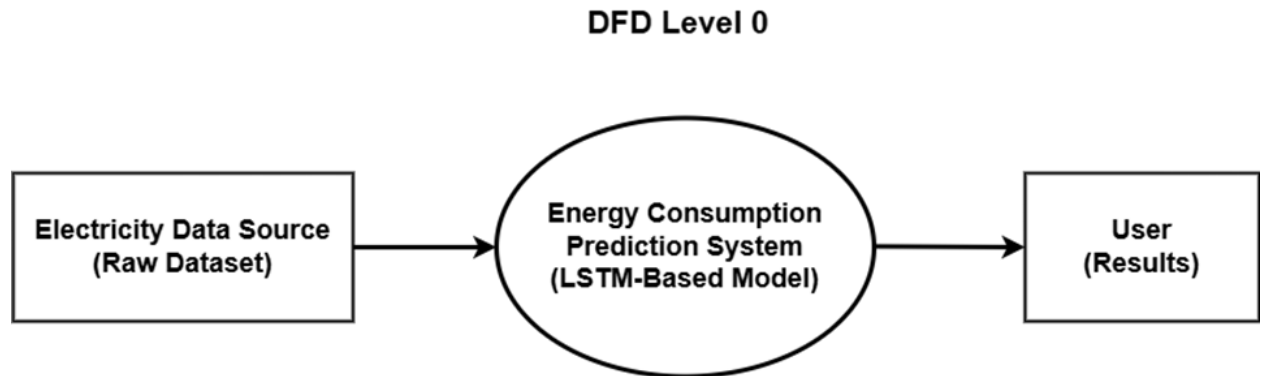 DFD Level 0
Electricity Data Source
(Raw Dataset)
Energy Consumption
Prediction System
(LSTM-Based Model)
User
(Results)